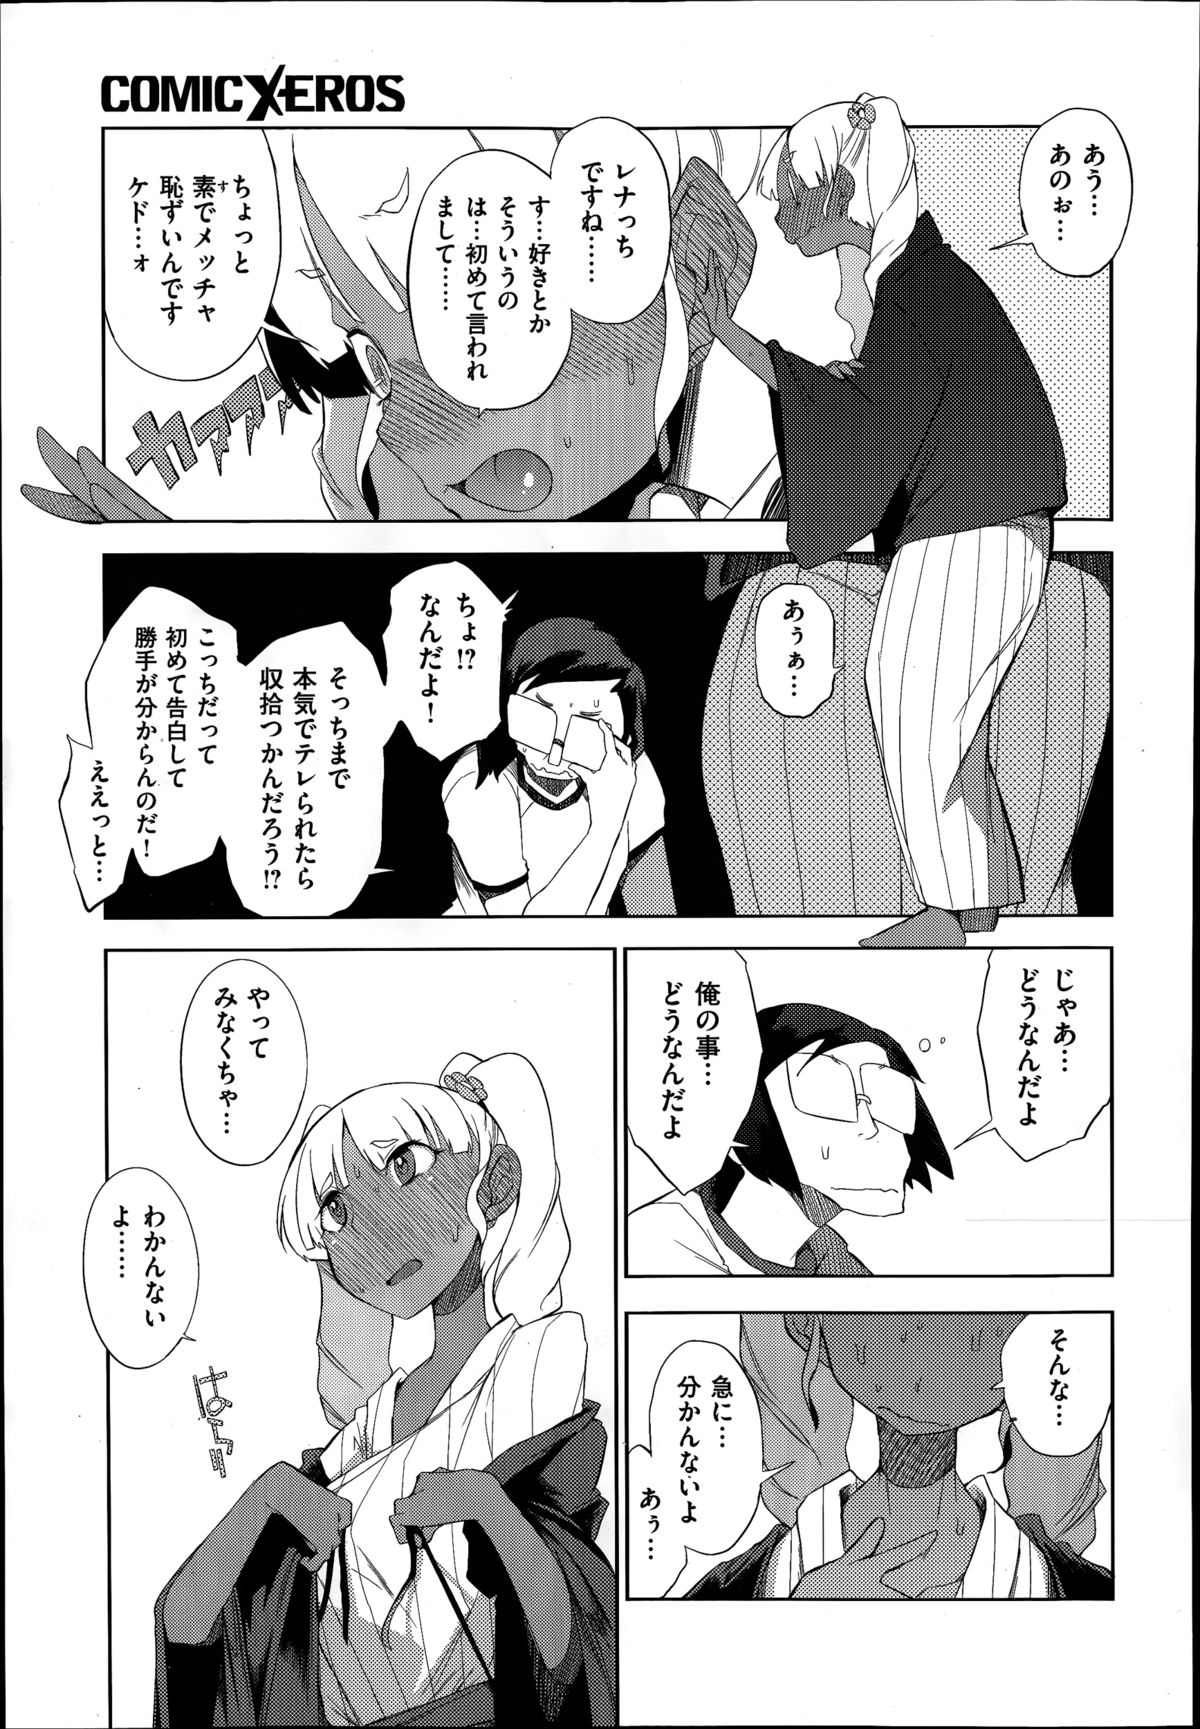 COMIC XEROS
あう…
あのぉ…
レナっち
ですね……
す…好きとか
そういうの
は…初めて言われ
まして……
ちょっと
素でメッチャ
恥ずいんです
ケド…ォ
す
カァァァァ
あぅぁ…
ちょ!?
なんだよ!
そっちまで
本気でテレられたら
収拾つかんだろう!?
こっちだって
初めて告白して
勝手が分からんのだ!
ええっと…
じゃあ…
どうなんだよ
俺の事…
どうなんだよ
そんな…
急に…
分かんないよ
あぅ…
やって
みなくちゃ…
わかんない
よ……
はらり